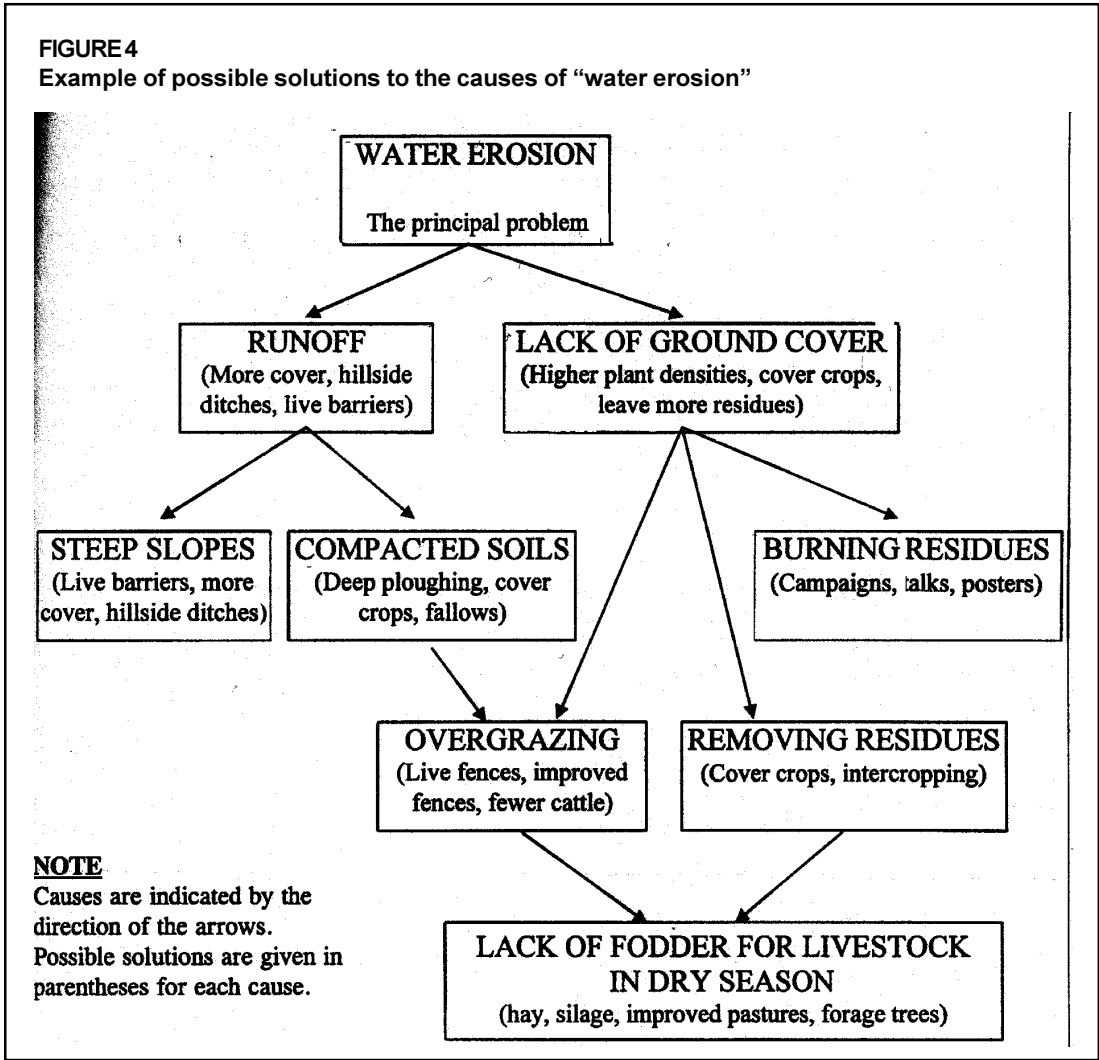 FIGURE 4
Example of possible solutions to the causes of “water erosion”
WATER EROSION
The principal problem
RUNOFF
(More cover, hillside
ditches, live barriers)
LACK OF GROUND COVER
(Higher plant densities, cover crops,
leave more residues)
STEEP SLOPES
(Live barriers, more
cover, hillside ditches)
COMPACTED SOILS
(Deep ploughing, cover
crops, fallows)
BURNING RESIDUES
(Campaigns, talks, posters)
OVERGRAZING
(Live fences, improved
fences, fewer cattle)
REMOVING RESIDUES
(Cover crops, intercropping)
NOTE
Causes are indicated by the
direction of the arrows.
Possible solutions are given in
parentheses for each cause.
LACK OF FODDER FOR LIVESTOCK
IN DRY SEASON
(hay, silage, improved pastures, forage trees)